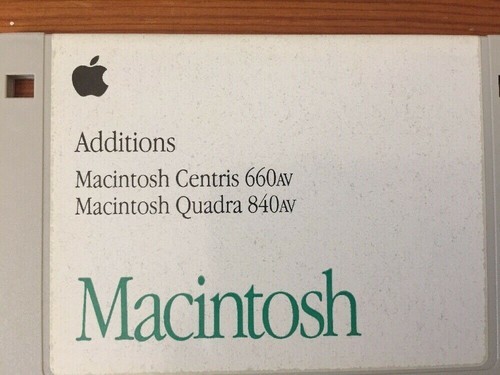 Additions
Macintosh Centris 660AV
Macintosh Quadra 840AV
Macintosh